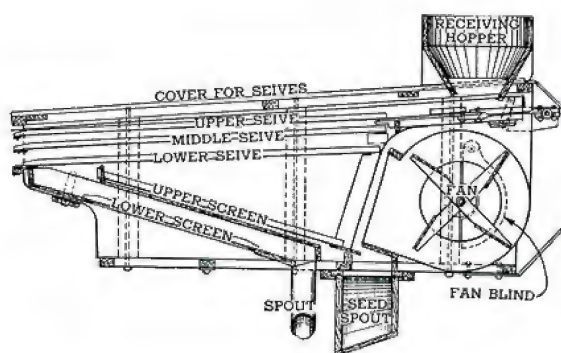 RECEIVING
HOPPER
COVER FOR SEIVES
UPPER SEIVE
MIDDLE SEIVE
LOWER SEIVE
UPPER SCREEN
LOWER SCREEN
FAN
FAN BLIND
SPOUT
SEED
SPOUT